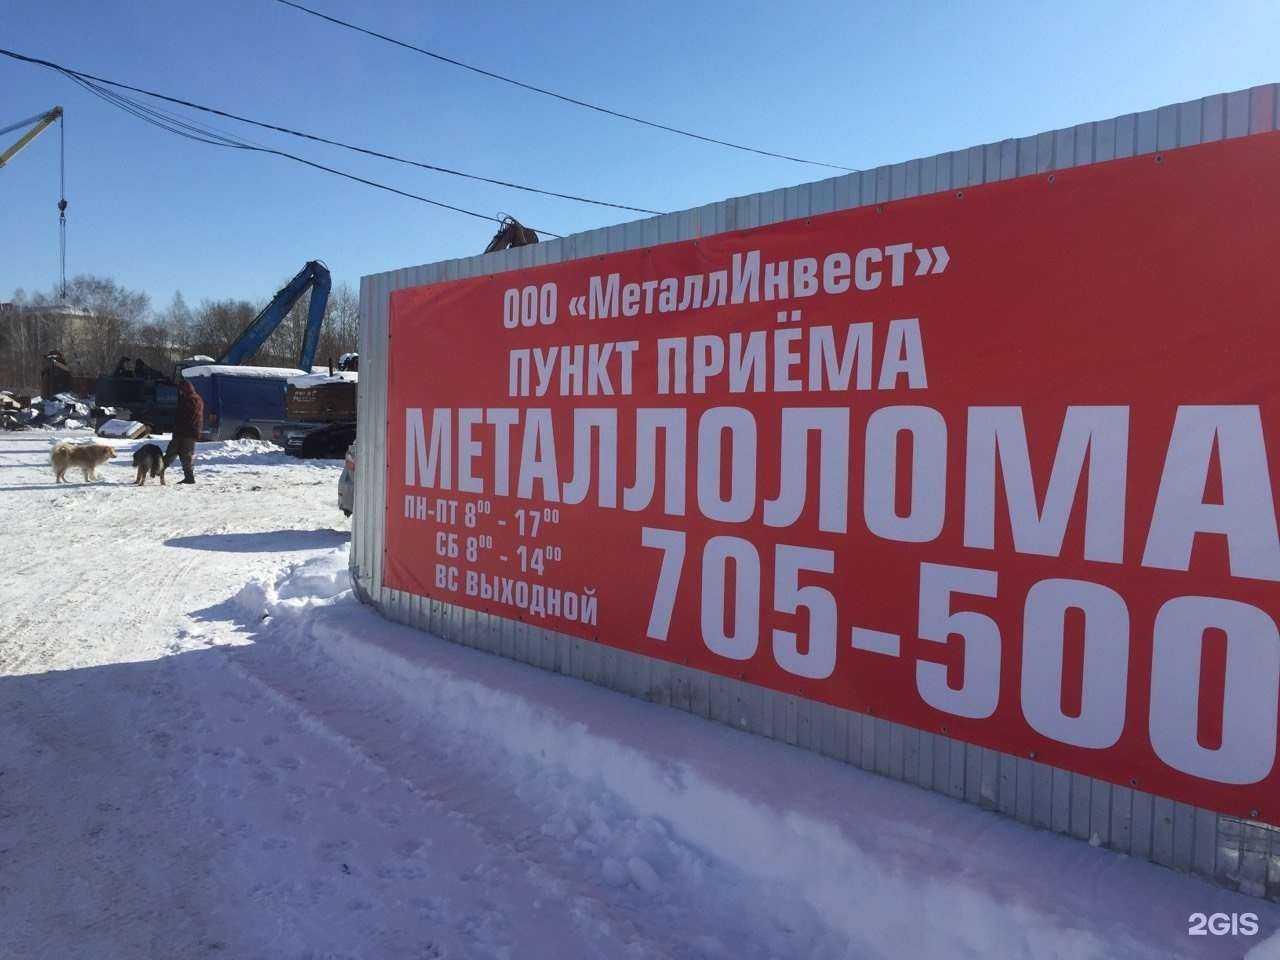 ООО «МеталлИнвест»
ПУНКТ ПРИЁМА
МЕТАЛЛОЛОМА
ПН-ПТ 8⁰⁰ - 17⁰⁰
СБ 8⁰⁰ - 14⁰⁰
ВС ВЫХОДНОЙ
705-500
2GIS